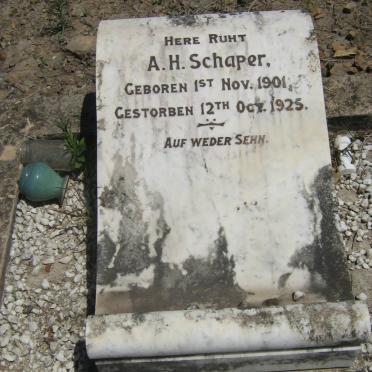 Here Ruht
A. H. Schaper,
Geboren 1st Nov. 1901,
Gestorben 12th Oct. 1925.
Auf Weder Sehn.